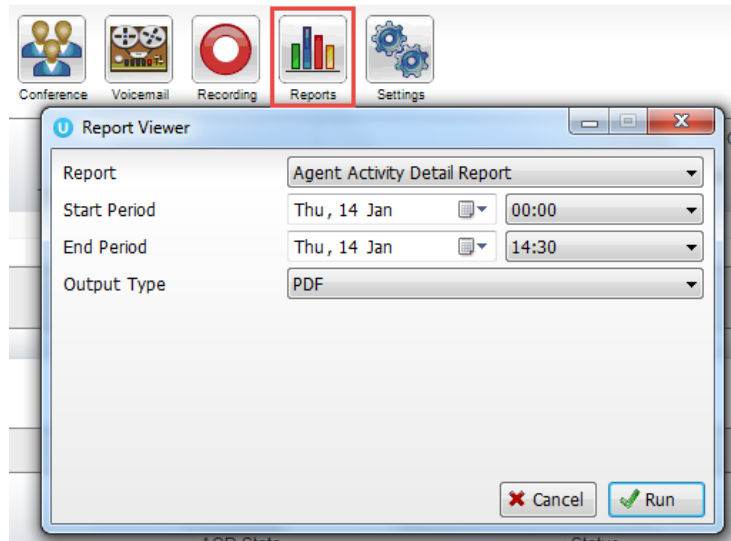 Conference Voicemail Recording Reports Settings
Report Viewer
Report Agent Activity Detail Report
Start Period Thu, 14 Jan 00:00
End Period Thu, 14 Jan 14:30
Output Type PDF
Cancel Run